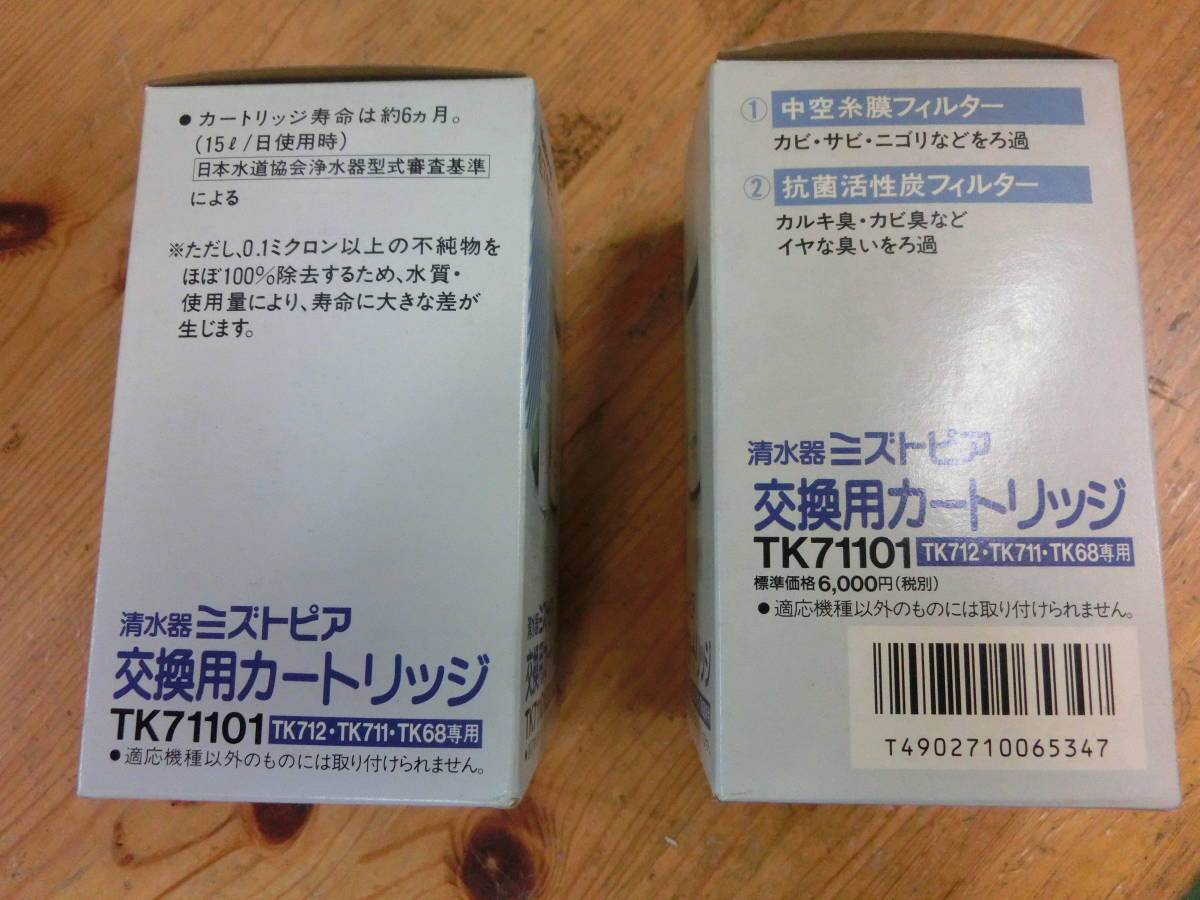 ● カートリッジ寿命は約6ヵ月。
(15ℓ/日使用時)
日本水道協会浄水器型式審査基準
による
※ただし、0.1ミクロン以上の不純物を
ほぼ100%除去するため、水質・
使用量により、寿命に大きな差が
生じます。
清水器ミズトピア
交換用カートリッジ
TK71101 TK712・TK711・TK68専用
●適応機種以外のものには取り付けられません。
① 中空糸膜フィルター
カビ・サビ・ニゴリなどをろ過
② 抗菌活性炭フィルター
カルキ臭・カビ臭など
イヤな臭いをろ過
清水器ミズトピア
交換用カートリッジ
TK71101 TK712・TK711・TK68専用
標準価格6,000円(税別)
●適応機種以外のものには取り付けられません。
T4902710065347